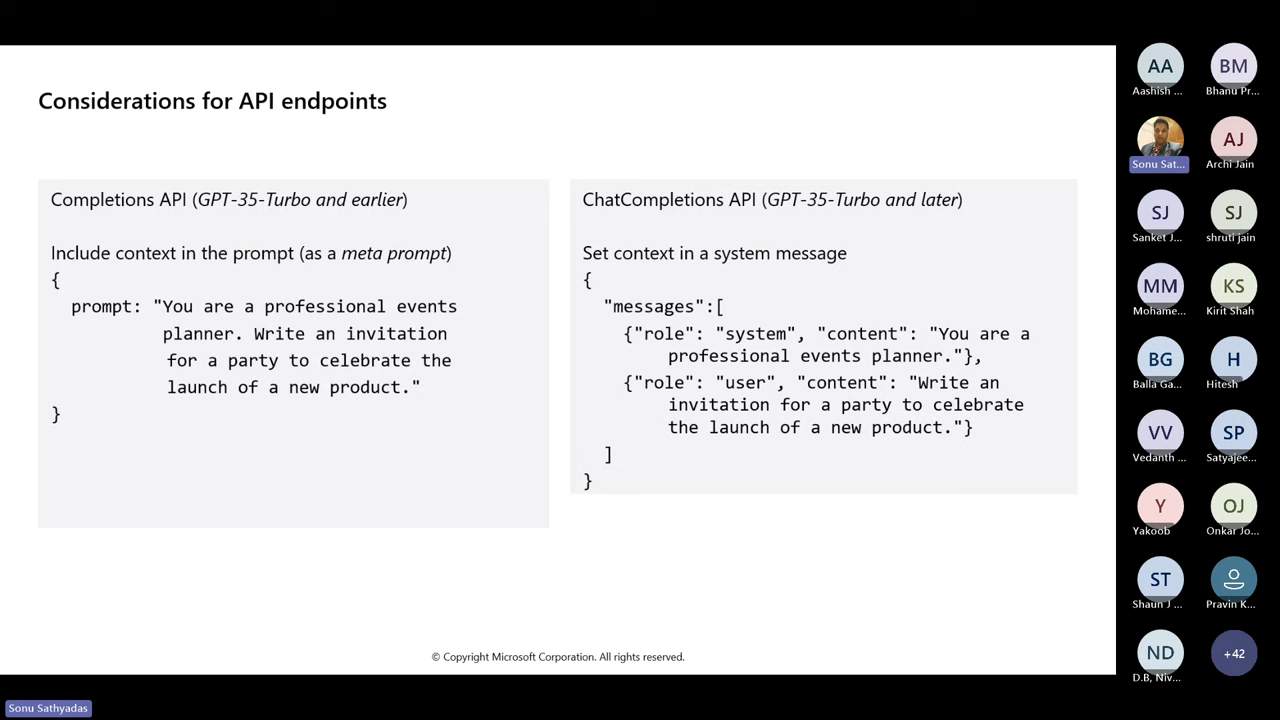 Considerations for API endpoints
Completions API (GPT-35-Turbo and earlier)
Include context in the prompt (as a meta prompt)
{
prompt: "You are a professional events
planner. Write an invitation
for a party to celebrate the
launch of a new product."
}
ChatCompletions API (GPT-35-Turbo and later)
Set context in a system message
{
"messages":[
{"role": "system", "content": "You are a
professional events planner."},
{"role": "user", "content": "Write an
invitation for a party to celebrate
the launch of a new product."}
]
}
© Copyright Microsoft Corporation. All rights reserved.
AA
Aashish ...
BM
Bhanu Pr...
Sonu Sat...
AJ
Archi Jain
SJ
Sanket J...
SJ
shruti jain
MM
Mohame...
KS
Kirit Shah
BG
Balla Ga...
H
Hitesh
VV
Vedanth ...
SP
Satyajee...
Y
Yakoob
OJ
Onkar Jo...
ST
Shaun J ...
Pravin K...
ND
D.B, Niv...
+42
Sonu Sathyadas